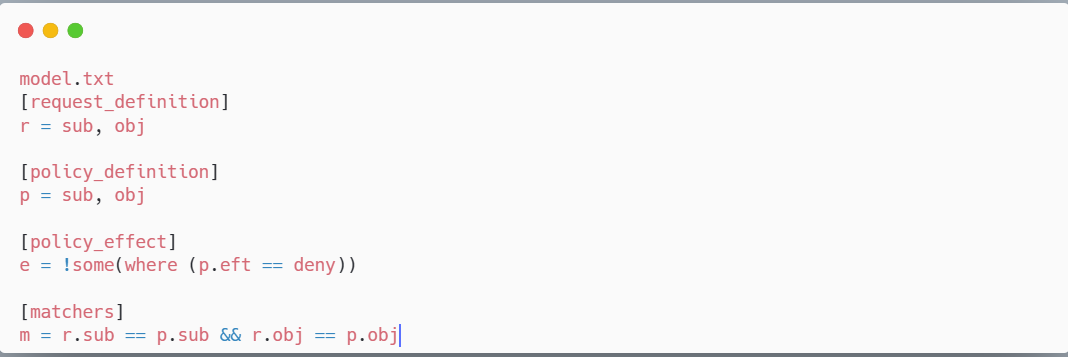 model.txt
[request_definition]
r = sub, obj
[policy_definition]
p = sub, obj
[policy_effect]
e = !some(where (p.eft == deny))
[matchers]
m = r.sub == p.sub && r.obj == p.obj